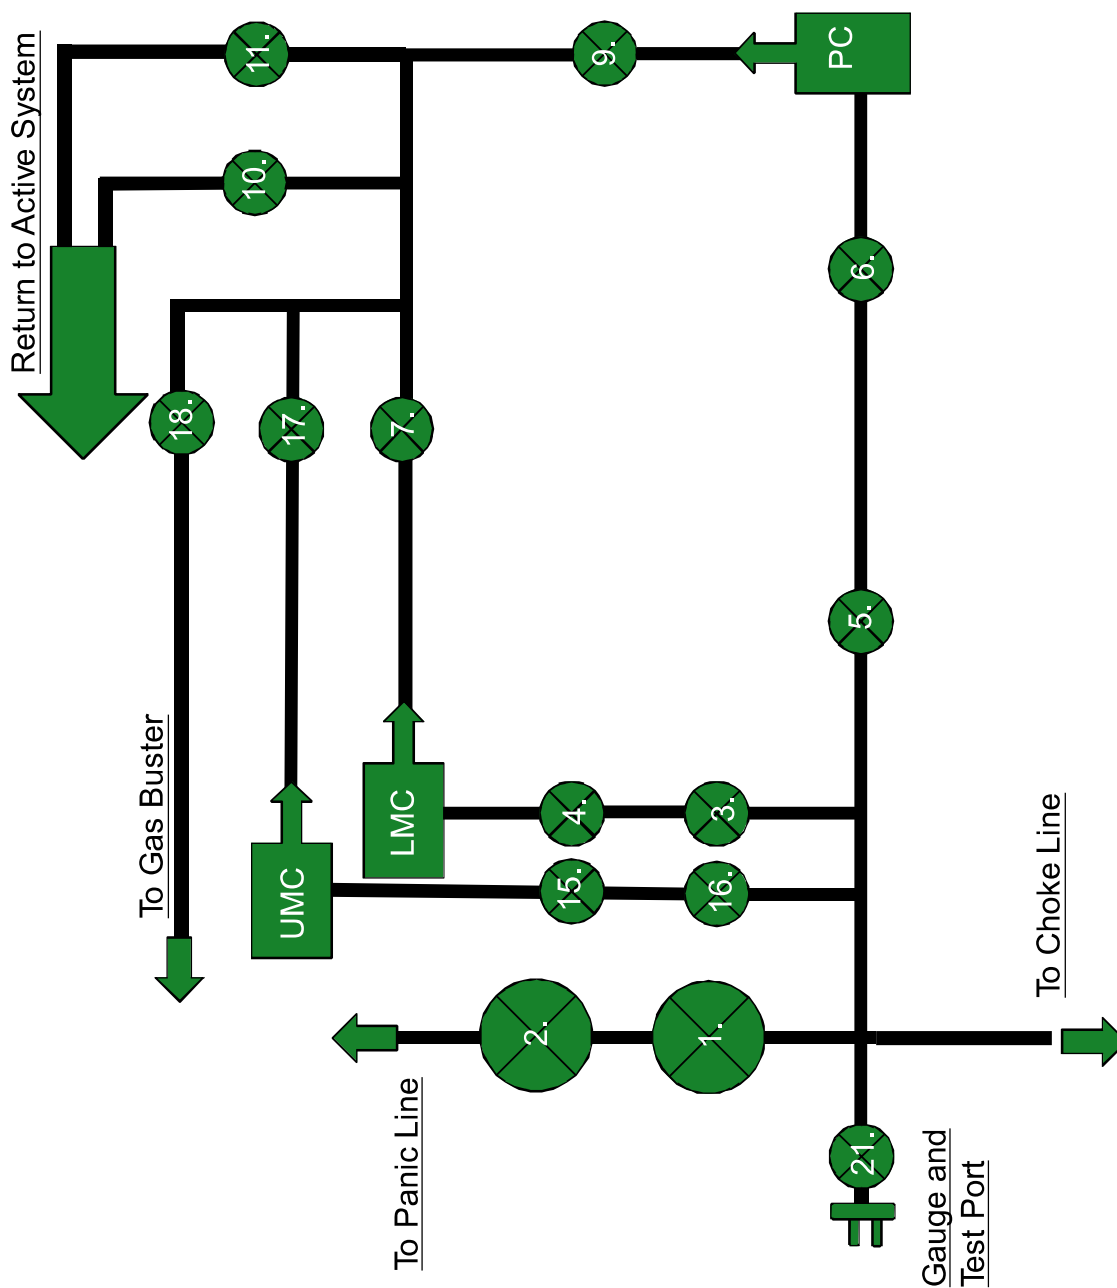 Return to Active System
To Gas Buster
18.
10.
11.
UMC
17.
To Panic Line
LMC
7.
2.
15.
4.
9.
1.
16.
3.
PC
21.
5.
6.
Gauge and
Test Port
To Choke Line